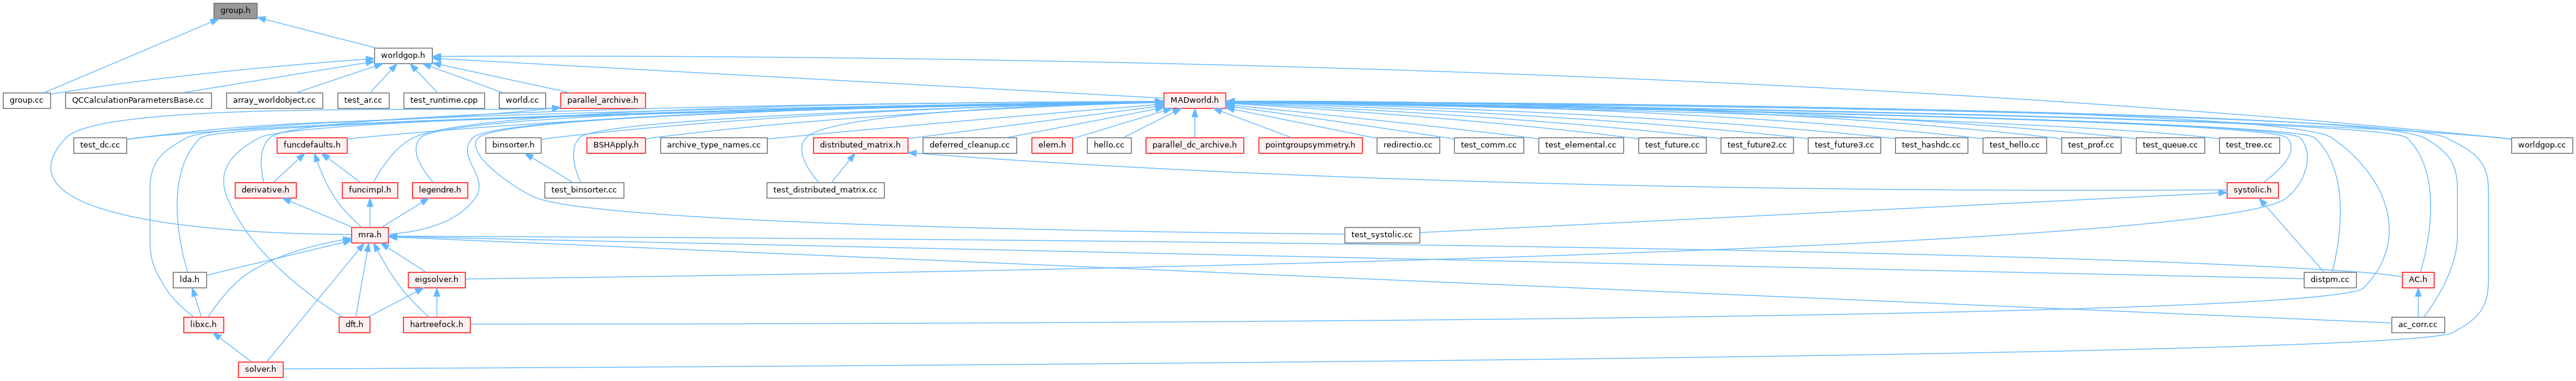 group.h
worldgop.h
group.cc
QCCalculationParametersBase.cc
array_worldobject.cc
test_ar.cc
test_runtime.cpp
world.cc
parallel_archive.h
MADworld.h
test_dc.cc
funcdefaults.h
binsorter.h
BSHApply.h
archive_type_names.cc
distributed_matrix.h
deferred_cleanup.cc
elem.h
hello.cc
parallel_dc_archive.h
pointgroupsymmetry.h
redirectio.cc
test_comm.cc
test_elemental.cc
test_future.cc
test_future2.cc
test_future3.cc
test_hashdc.cc
test_hello.cc
test_prof.cc
test_queue.cc
test_tree.cc
worldgop.cc
derivative.h
funcimpl.h
legendre.h
test_binsorter.cc
test_distributed_matrix.cc
systolic.h
mra.h
test_systolic.cc
lda.h
eigsolver.h
distpm.cc
AC.h
libxc.h
dft.h
hartreefock.h
ac_corr.cc
solver.h